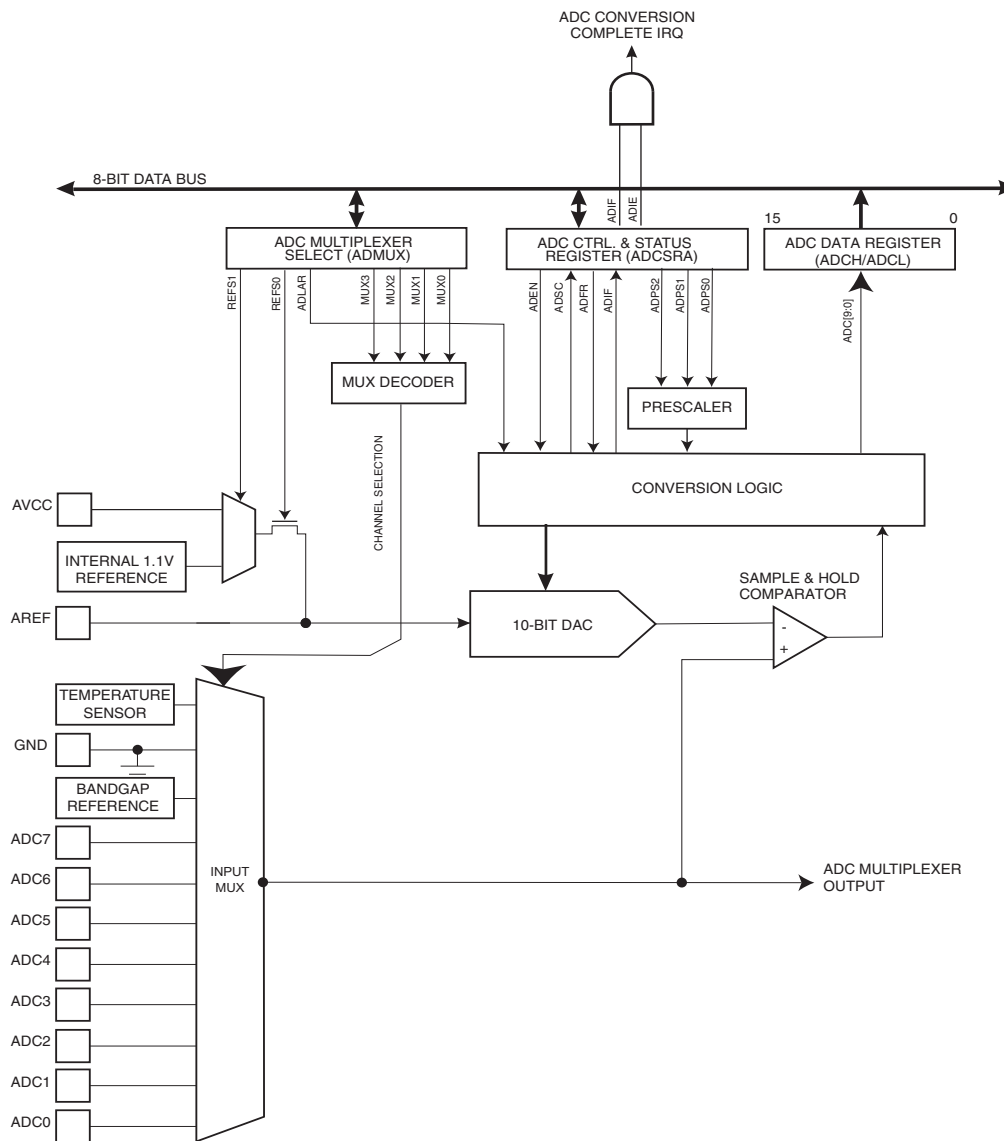 ADC CONVERSION
COMPLETE IRQ
8-BIT DATA BUS
ADIF
ADIE
15
0
ADC MULTIPLEXER
SELECT (ADMUX)
ADC CTRL. & STATUS
REGISTER (ADCSRA)
ADC DATA REGISTER
(ADCH/ADCL)
REFS1
REFS0
ADLAR
MUX3
MUX2
MUX1
MUX0
ADEN
ADSC
ADFR
ADIF
ADPS2
ADPS1
ADPS0
ADC[9:0]
MUX DECODER
PRESCALER
CHANNEL SELECTION
CONVERSION LOGIC
AVCC
INTERNAL 1.1V
REFERENCE
SAMPLE & HOLD
COMPARATOR
AREF
10-BIT DAC
-
+
TEMPERATURE
SENSOR
GND
BANDGAP
REFERENCE
ADC7
ADC6
ADC5
ADC4
ADC3
ADC2
ADC1
ADC0
INPUT
MUX
ADC MULTIPLEXER
OUTPUT